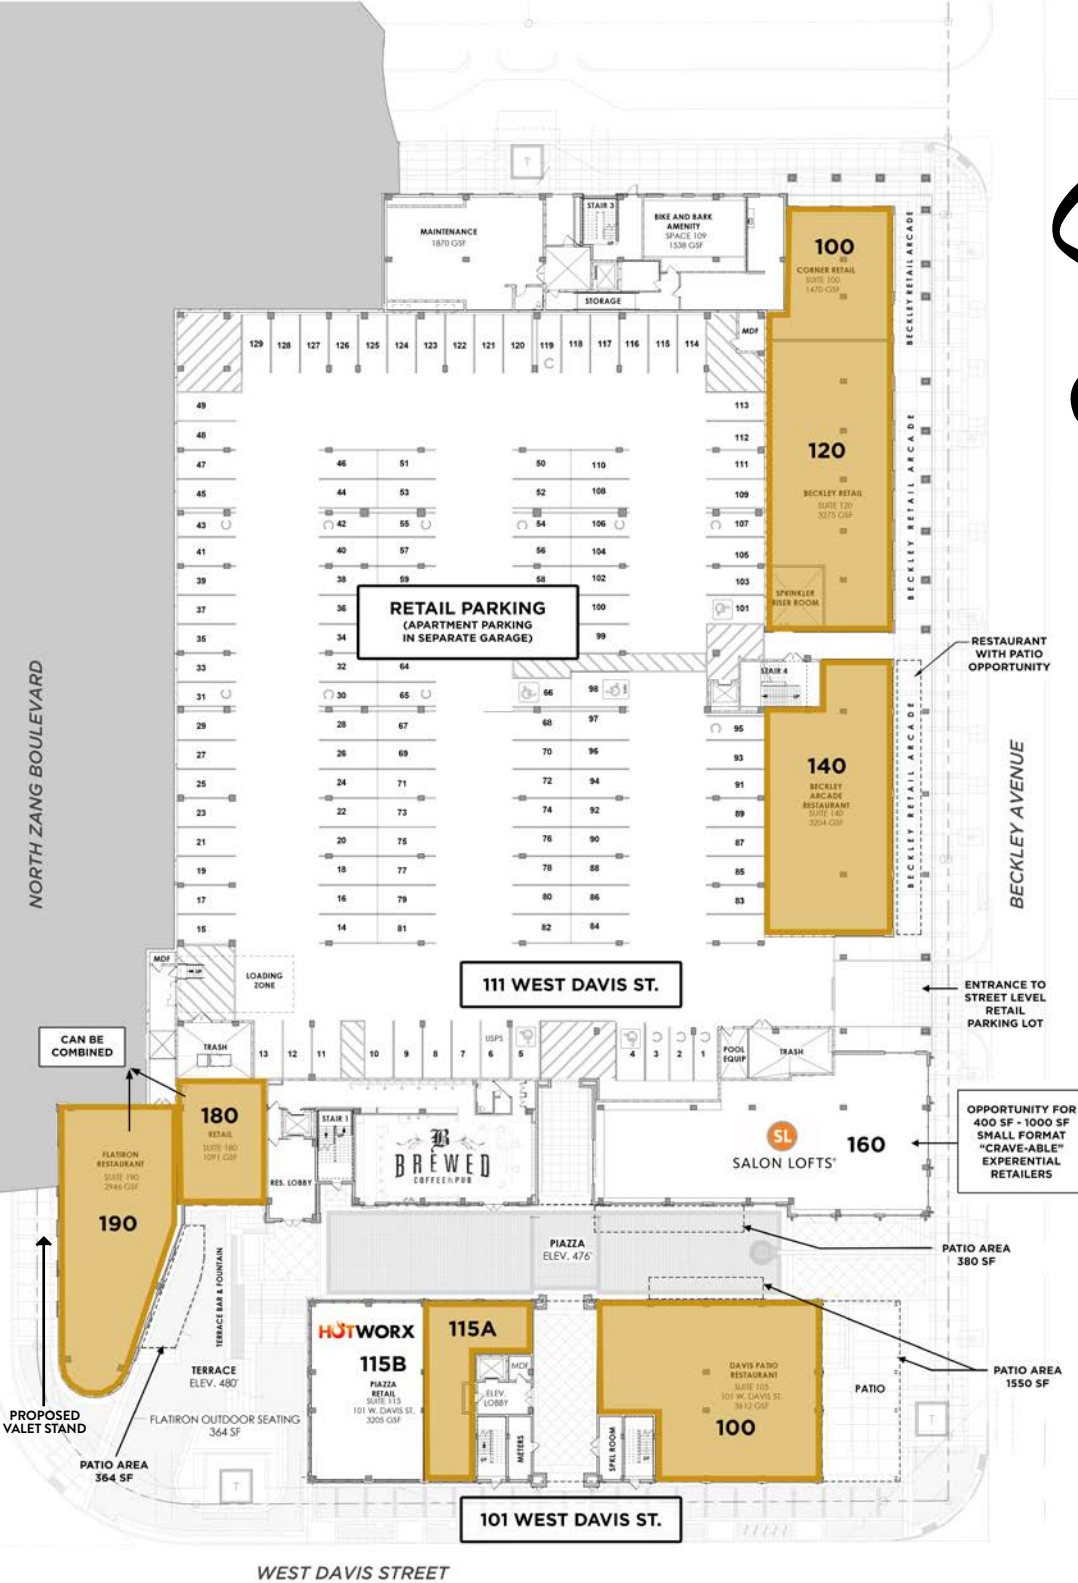 STAIR 3
MAINTENANCE
1870 GSF
BIKE AND BARK
AMENITY
SPACE 109
1538 GSF
STORAGE
100
CORNER RETAIL
SUITE 100
1470 GSF
BECKLEY RETAIL ARCADE
MDF
129 128 127 126 125 124 123 122 121 120 119 118 117 116 115 114
49 113
48 112
47 46 51 50 110 111
45 44 53 52 108 109
43 42 55 54 106 107
41 40 57 56 104 105
39 38 59 58 102 103
37 36 100 101
35 34 99
33 32 64
31 30 65 66 98
29 28 67 68 97 95
27 26 69 70 96 93
25 24 71 72 94 91
23 22 73 74 92 89
21 20 75 76 90 87
19 18 77 78 88 85
17 16 79 80 86 83
15 14 81 82 84
120
BECKLEY RETAIL
SUITE 120
3275 GSF
BECKLEY RETAIL ARCADE
SPRINKLER
RISER ROOM
RETAIL PARKING
(APARTMENT PARKING
IN SEPARATE GARAGE)
RESTAURANT
WITH PATIO
OPPORTUNITY
STAIR 4
UP
140
BECKLEY
ARCADE
RESTAURANT
SUITE 140
3204 GSF
BECKLEY RETAIL ARCADE
NORTH ZANG BOULEVARD
BECKLEY AVENUE
MDF
UP
LOADING
ZONE
111 WEST DAVIS ST.
ENTRANCE TO
STREET LEVEL
RETAIL
PARKING LOT
CAN BE
COMBINED
TRASH
13 12 11 10 9 8 7 6 5 4 3 2 1
USPS
POOL
EQUIP
TRASH
180
RETAIL
SUITE 180
1091 GSF
STAIR 1
UP
RES. LOBBY
B
BREWED
COFFEE & PUB
SL
SALON LOFTS
160
OPPORTUNITY FOR
400 SF - 1000 SF
SMALL FORMAT
"CRAVE-ABLE"
EXPERENTIAL
RETAILERS
FLATIRON
RESTAURANT
SUITE 190
2946 GSF
190
PIAZZA
ELEV. 476'
PATIO AREA
380 SF
TERRACE BAR & FOUNTAIN
HOTWORX
115B
PIAZZA
RETAIL
SUITE 115
101 W. DAVIS ST.
3205 GSF
115A
MDF
ELEV.
LOBBY
UP
METERS
SPKL ROOM
UP
DAVIS PATIO
RESTAURANT
SUITE 105
101 W. DAVIS ST.
3612 GSF
100
PATIO
PATIO AREA
1550 SF
TERRACE
ELEV. 480'
FLATIRON OUTDOOR SEATING
364 SF
PROPOSED
VALET STAND
PATIO AREA
364 SF
T
T
T
101 WEST DAVIS ST.
WEST DAVIS STREET